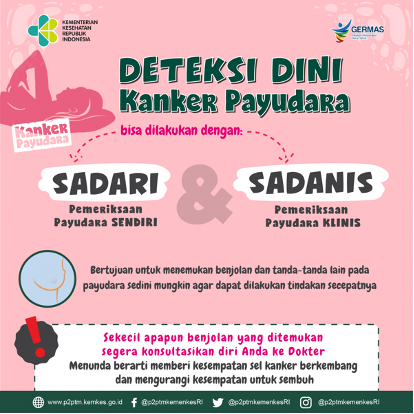 KEMENTERIAN
KESEHATAN
REPUBLIK
INDONESIA
GERMAS
DETEKSI DINI
Kanker Payudara
Kanker
Payudara
bisa dilakukan dengan:
SADARI & SADANIS
Pemeriksaan
Payudara SENDIRI
Pemeriksaan
Payudara KLINIS
Bertujuan untuk menemukan benjolan dan tanda-tanda lain pada
payudara sedini mungkin agar dapat dilakukan tindakan secepatnya
Sekecil apapun benjolan yang ditemukan
segera konsultasikan diri Anda ke Dokter
Menunda berarti memberi kesempatan sel kanker berkembang
dan mengurangi kesempatan untuk sembuh
www.p2ptm.kemkes.go.id @p2ptmkemenkesRI @p2ptmkemenkesRI @p2ptmkemenkesRI